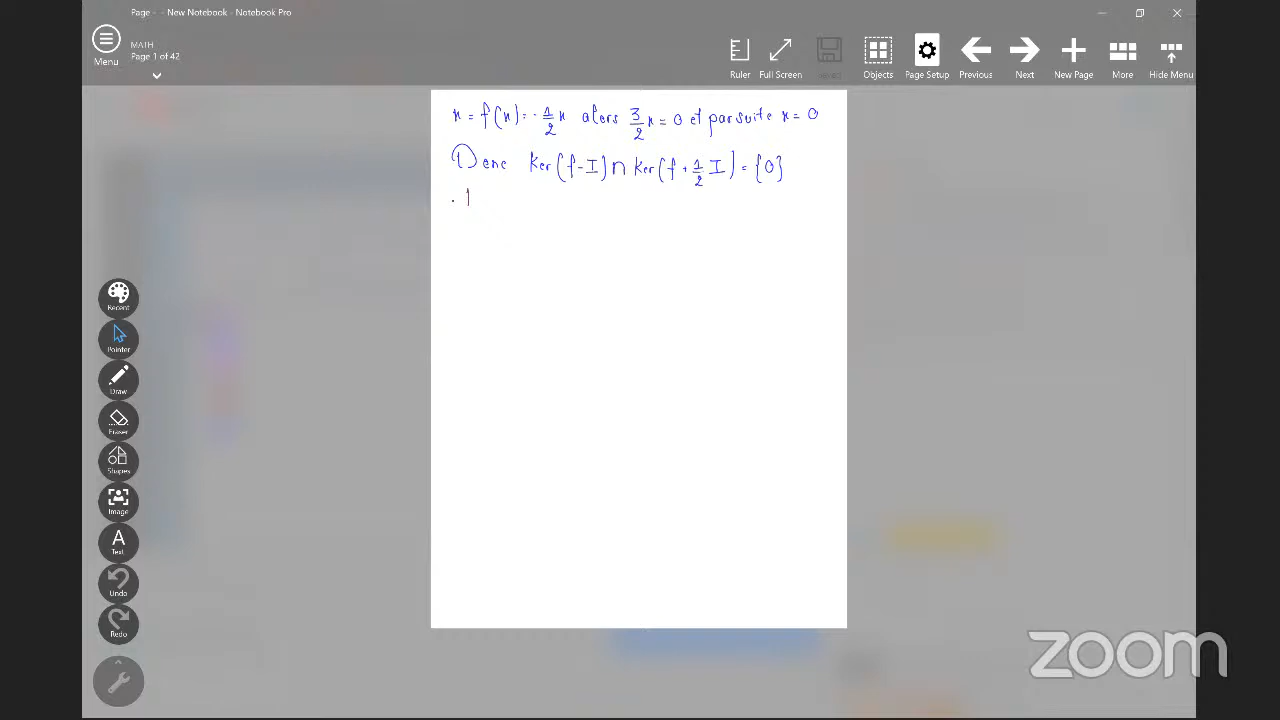 Page - - New Notebook - Notebook Pro
Menu
MATH
Page 1 of 42
Ruler
Full Screen
Objects
Page Setup
Previous
Next
New Page
More
Hide Menu
x = f(x) = -1/2 x alors 3/2 x = 0 et par suite x = 0
Donc Ker(f - I) ∩ Ker(f + 1/2 I) = {0}
Recent
Pointer
Draw
Eraser
Shapes
Image
Text
Undo
Redo
zoom